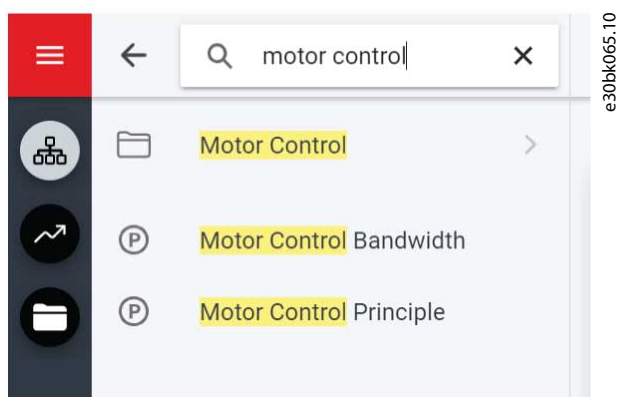 motor control
Motor Control
Motor Control Bandwidth
Motor Control Principle
e30bk065.10